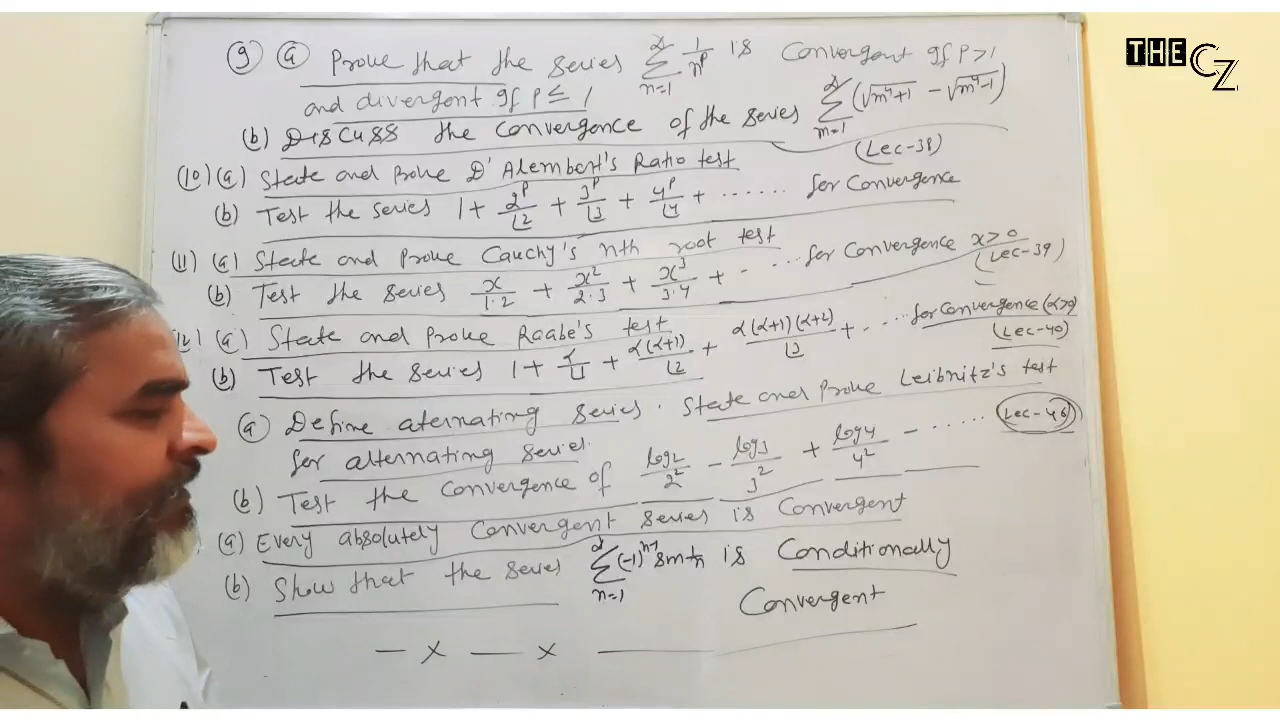 THE CZ
(9) (a) Prove that the series ∑_{n=1}^{∞} 1/n^p is Convergent If P>1
and divergent If P ≤ 1
(b) DISCUSS the Convergence of the series ∑_{m=1}^{∞} (√m⁴+1 − √m⁴−1)
(Lec-38)
(10) (a) State and Prove D'Alembert's Ratio test
(b) Test the series 1 + 2^p/⌊2 + 3^p/⌊3 + 4^p/⌊4 + ...... for Convergence
(11) (a) State and Prove Cauchy's nth root test
(b) Test the series x/1·2 + x²/2·3 + x³/3·4 + - ... for Convergence x>0
(Lec-39)
(12) (a) State and Prove Raabe's test
(b) Test the series 1 + α/⌊1 + α(α+1)/⌊2 + α(α+1)(α+2)/⌊3 + .... for Convergence (α>0)
(Lec-40)
(a) Define aternating series. State and Prove Leibnitz's test
for alternating series.
(b) Test the Convergence of log2/2² − log3/3² + log4/4² − ...... (Lec-46)
(a) Every absolutely Convergent series is Convergent
(b) Show that the series ∑_{n=1}^{∞} (-1)^{n-1} sin 1/n is Conditionally
Convergent
— x — x —